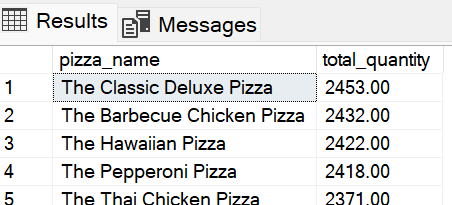 Results Messages
pizza_name total_quantity
1 The Classic Deluxe Pizza 2453.00
2 The Barbecue Chicken Pizza 2432.00
3 The Hawaiian Pizza 2422.00
4 The Pepperoni Pizza 2418.00
5 The Thai Chicken Pizza 2371.00